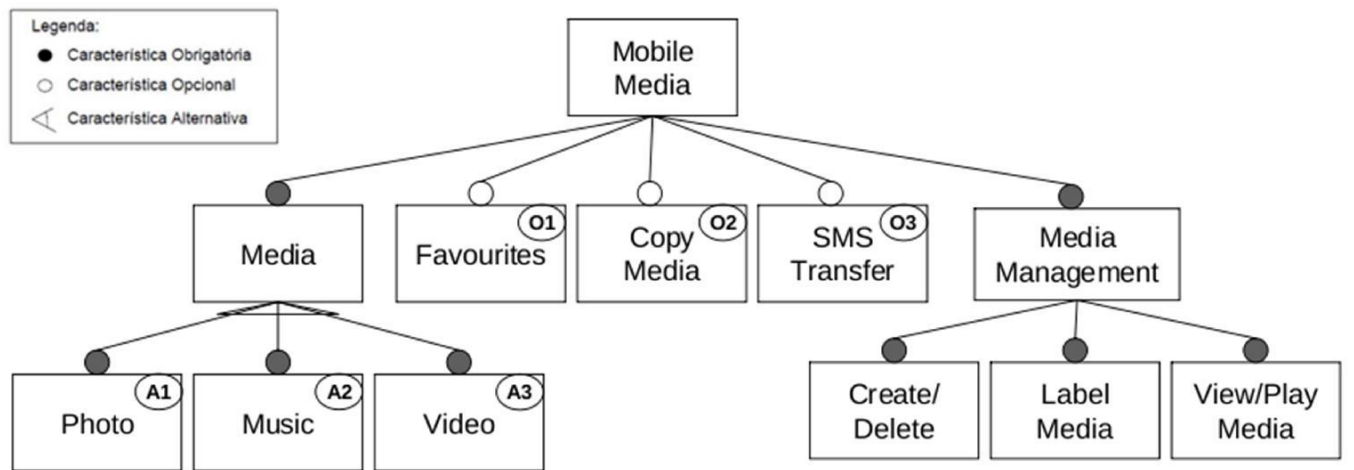 Legenda:
Característica Obrigatória
Característica Opcional
Característica Alternativa
Mobile
Media
Media
Favourites
O1
Copy
Media
O2
SMS
Transfer
O3
Media
Management
Photo
A1
Music
A2
Video
A3
Create/
Delete
Label
Media
View/Play
Media